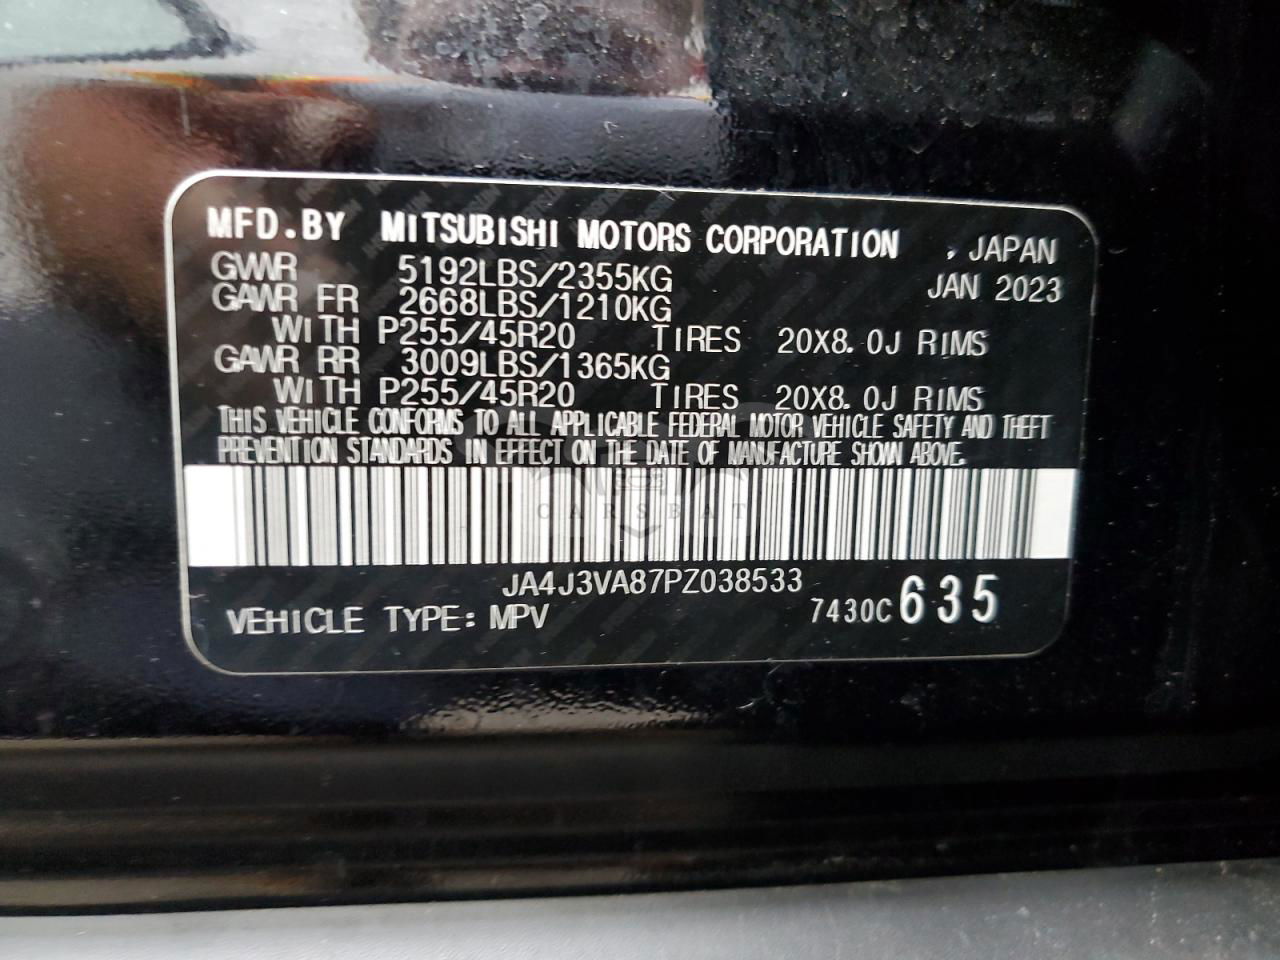 MFD.BY MITSUBISHI MOTORS CORPORATION , JAPAN
GVWR 5192LBS/2355KG JAN 2023
GAWR FR 2668LBS/1210KG
WITH P255/45R20 TIRES 20X8.0J RIMS
GAWR RR 3009LBS/1365KG
WITH P255/45R20 TIRES 20X8.0J RIMS
THIS VEHICLE CONFORMS TO ALL APPLICABLE FEDERAL MOTOR VEHICLE SAFETY AND THEFT
PREVENTION STANDARDS IN EFFECT ON THE DATE OF MANUFACTURE SHOWN ABOVE.
CARSBAT
JA4J3VA87PZ038533
VEHICLE TYPE: MPV 7430C 635